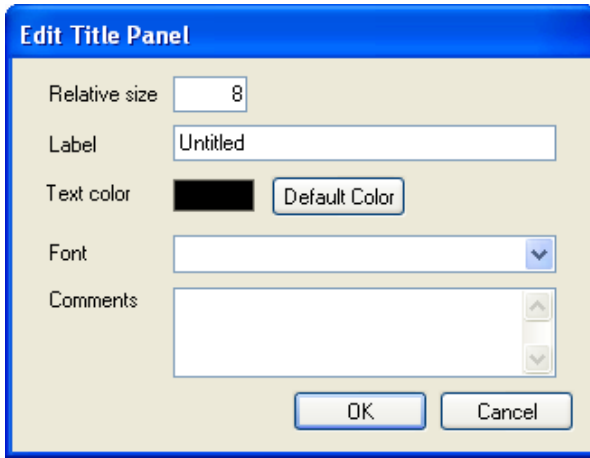 Edit Title Panel
Relative size 8
Label Untitled
Text color Default Color
Font
Comments
OK Cancel